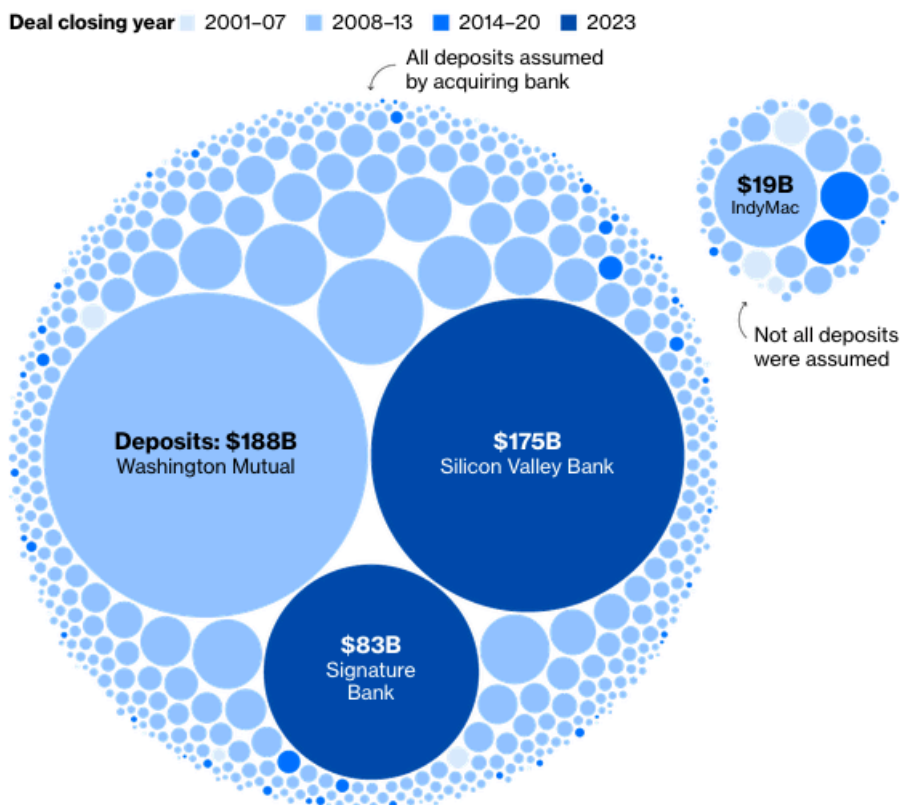 Deal closing year 2001–07 2008–13 2014–20 2023
All deposits assumed
by acquiring bank
$19B
IndyMac
Not all deposits
were assumed
Deposits: $188B
Washington Mutual
$175B
Silicon Valley Bank
$83B
Signature
Bank